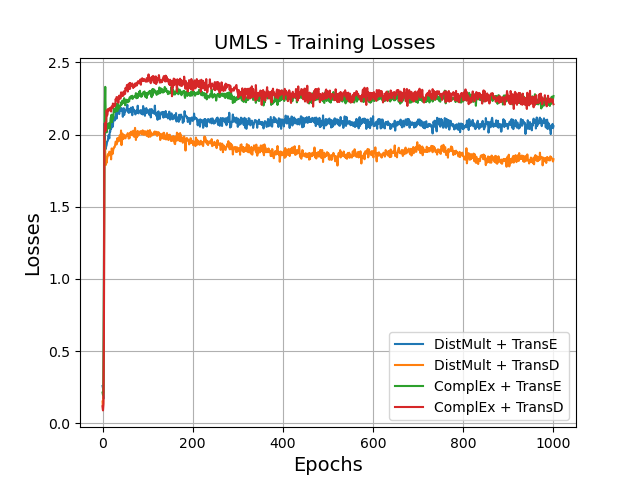 UMLS - Training Losses
Losses
2.5
2.0
1.5
1.0
0.5
0.0
0
200
400
600
800
1000
Epochs
DistMult + TransE
DistMult + TransD
ComplEx + TransE
ComplEx + TransD